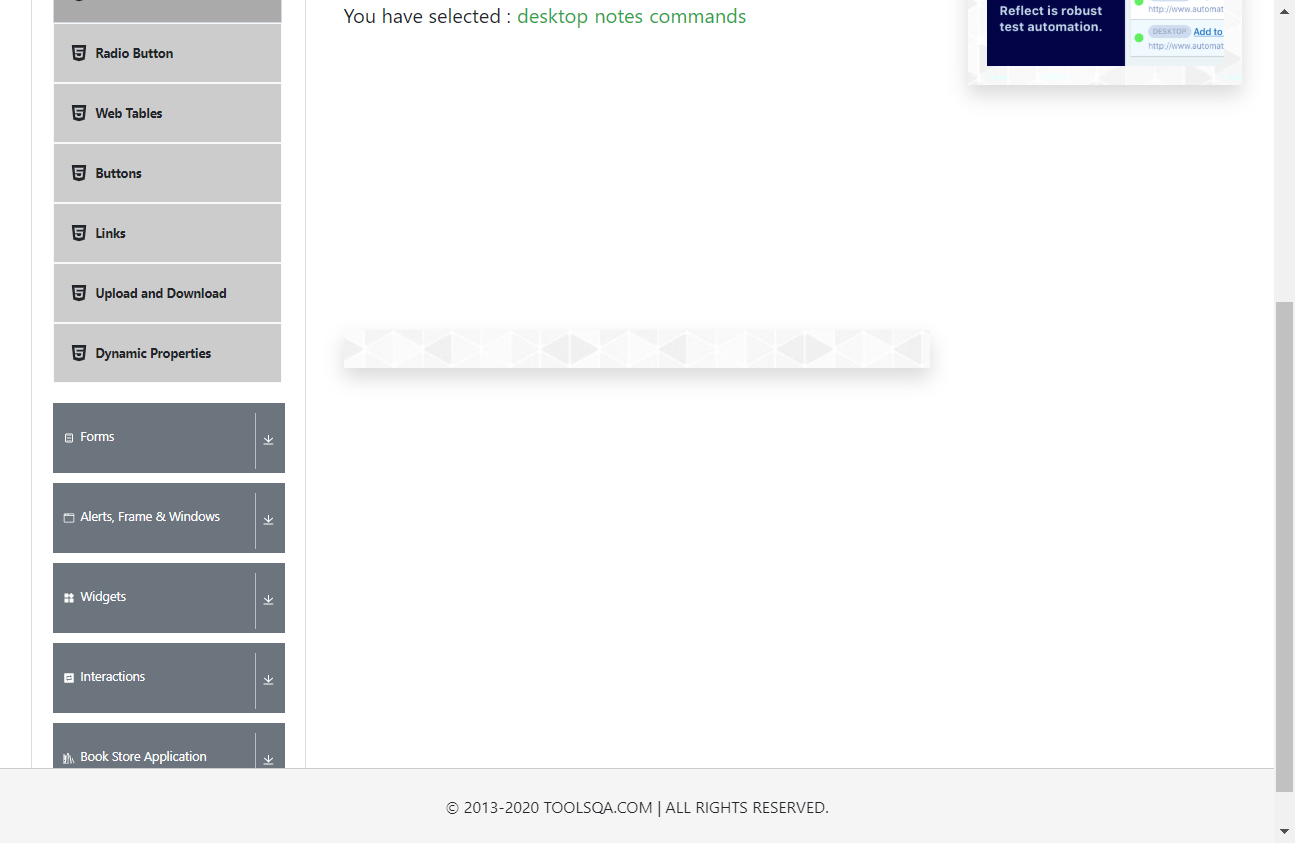 You have selected : desktop notes commands
Reflect is robust
test automation.
http://www.automat
DESKTOP Add to
http://www.automat
Radio Button
Web Tables
Buttons
Links
Upload and Download
Dynamic Properties
Forms
Alerts, Frame & Windows
Widgets
Interactions
Book Store Application
© 2013-2020 TOOLSQA.COM | ALL RIGHTS RESERVED.